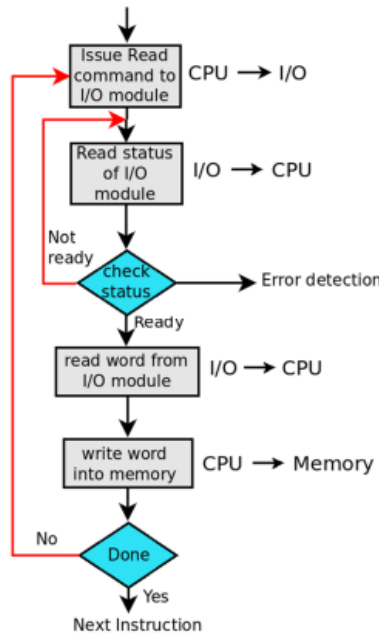 Issue Read
command to
I/O module
CPU → I/O
Read status
of I/O
module
I/O → CPU
Not
ready
check
status
Error detection
Ready
read word from
I/O module
I/O → CPU
write word
into memory
CPU → Memory
No
Done
Yes
Next Instruction